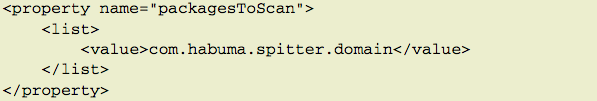 <property name="packagesToScan">
    <list>
        <value>com.habuma.spitter.domain</value>
    </list>
</property>